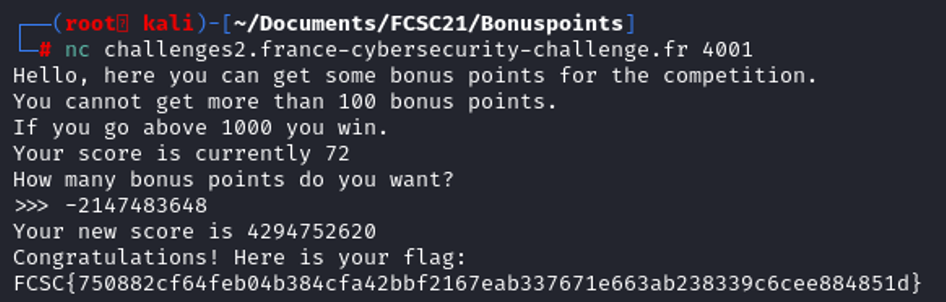 ┌──(root💀 kali)-[~/Documents/FCSC21/Bonuspoints]
└─# nc challenges2.france-cybersecurity-challenge.fr 4001
Hello, here you can get some bonus points for the competition.
You cannot get more than 100 bonus points.
If you go above 1000 you win.
Your score is currently 72
How many bonus points do you want?
>>> -2147483648
Your new score is 4294752620
Congratulations! Here is your flag:
FCSC{750882cf64feb04b384cfa42bbf2167eab337671e663ab238339c6cee884851d}